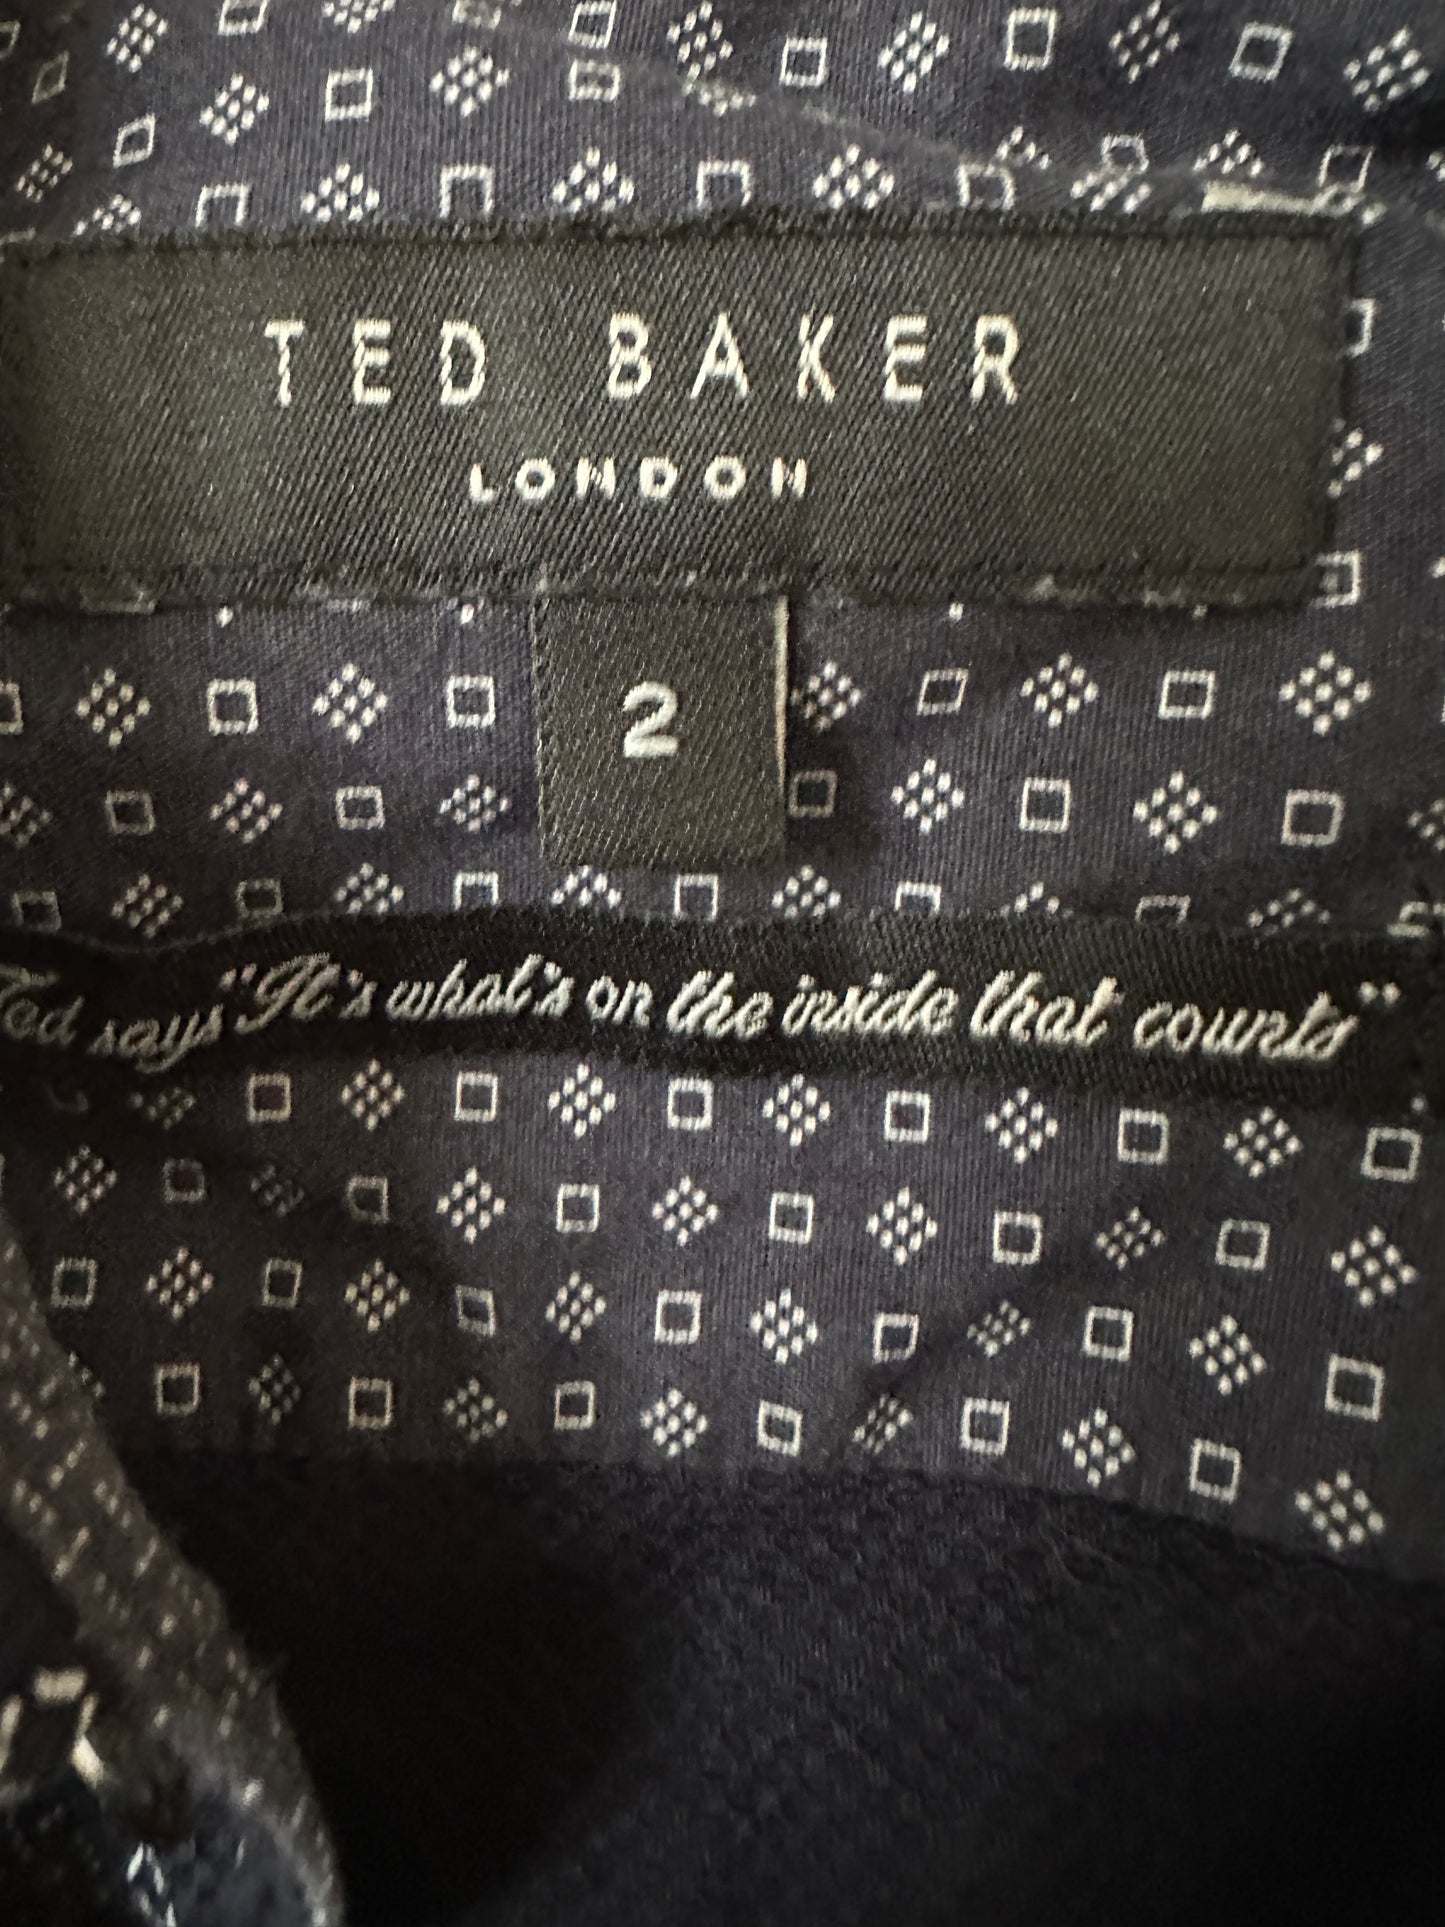 TED BAKER
LONDON
2
Ted says "It's what's on the inside that counts"